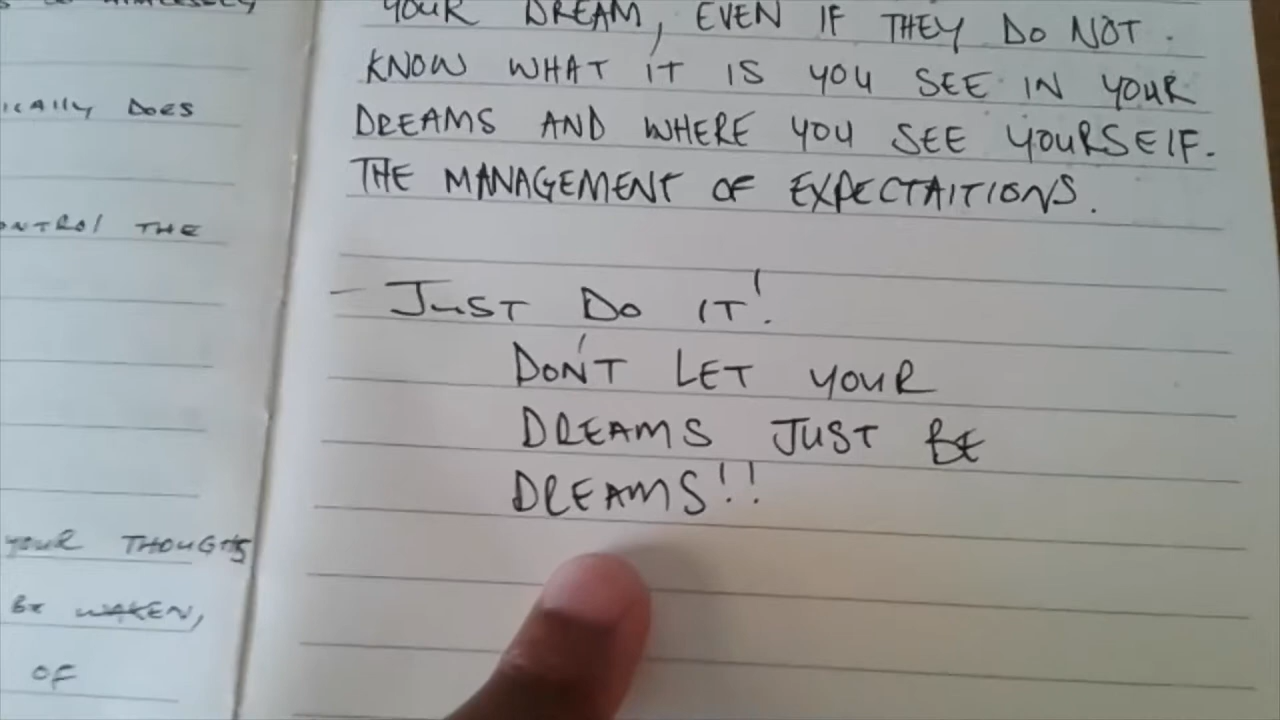 ICALLY DOES
ONTROL THE
YOUR THOUGHTS
BE WAKEN,
OF
YOUR DREAM, EVEN IF THEY DO NOT.
KNOW WHAT IT IS YOU SEE IN YOUR
DREAMS AND WHERE YOU SEE YOURSELF.
THE MANAGEMENT OF EXPECTAITIONS.
- JUST DO IT!
DON'T LET YOUR
DREAMS JUST BE
DREAMS!!